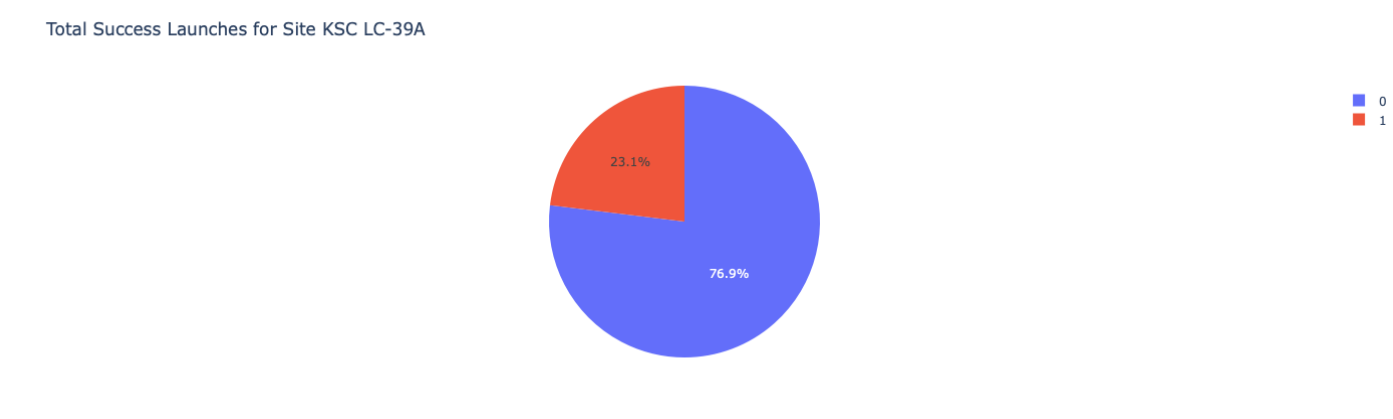 Total Success Launches for Site KSC LC-39A
0
1
23.1%
76.9%